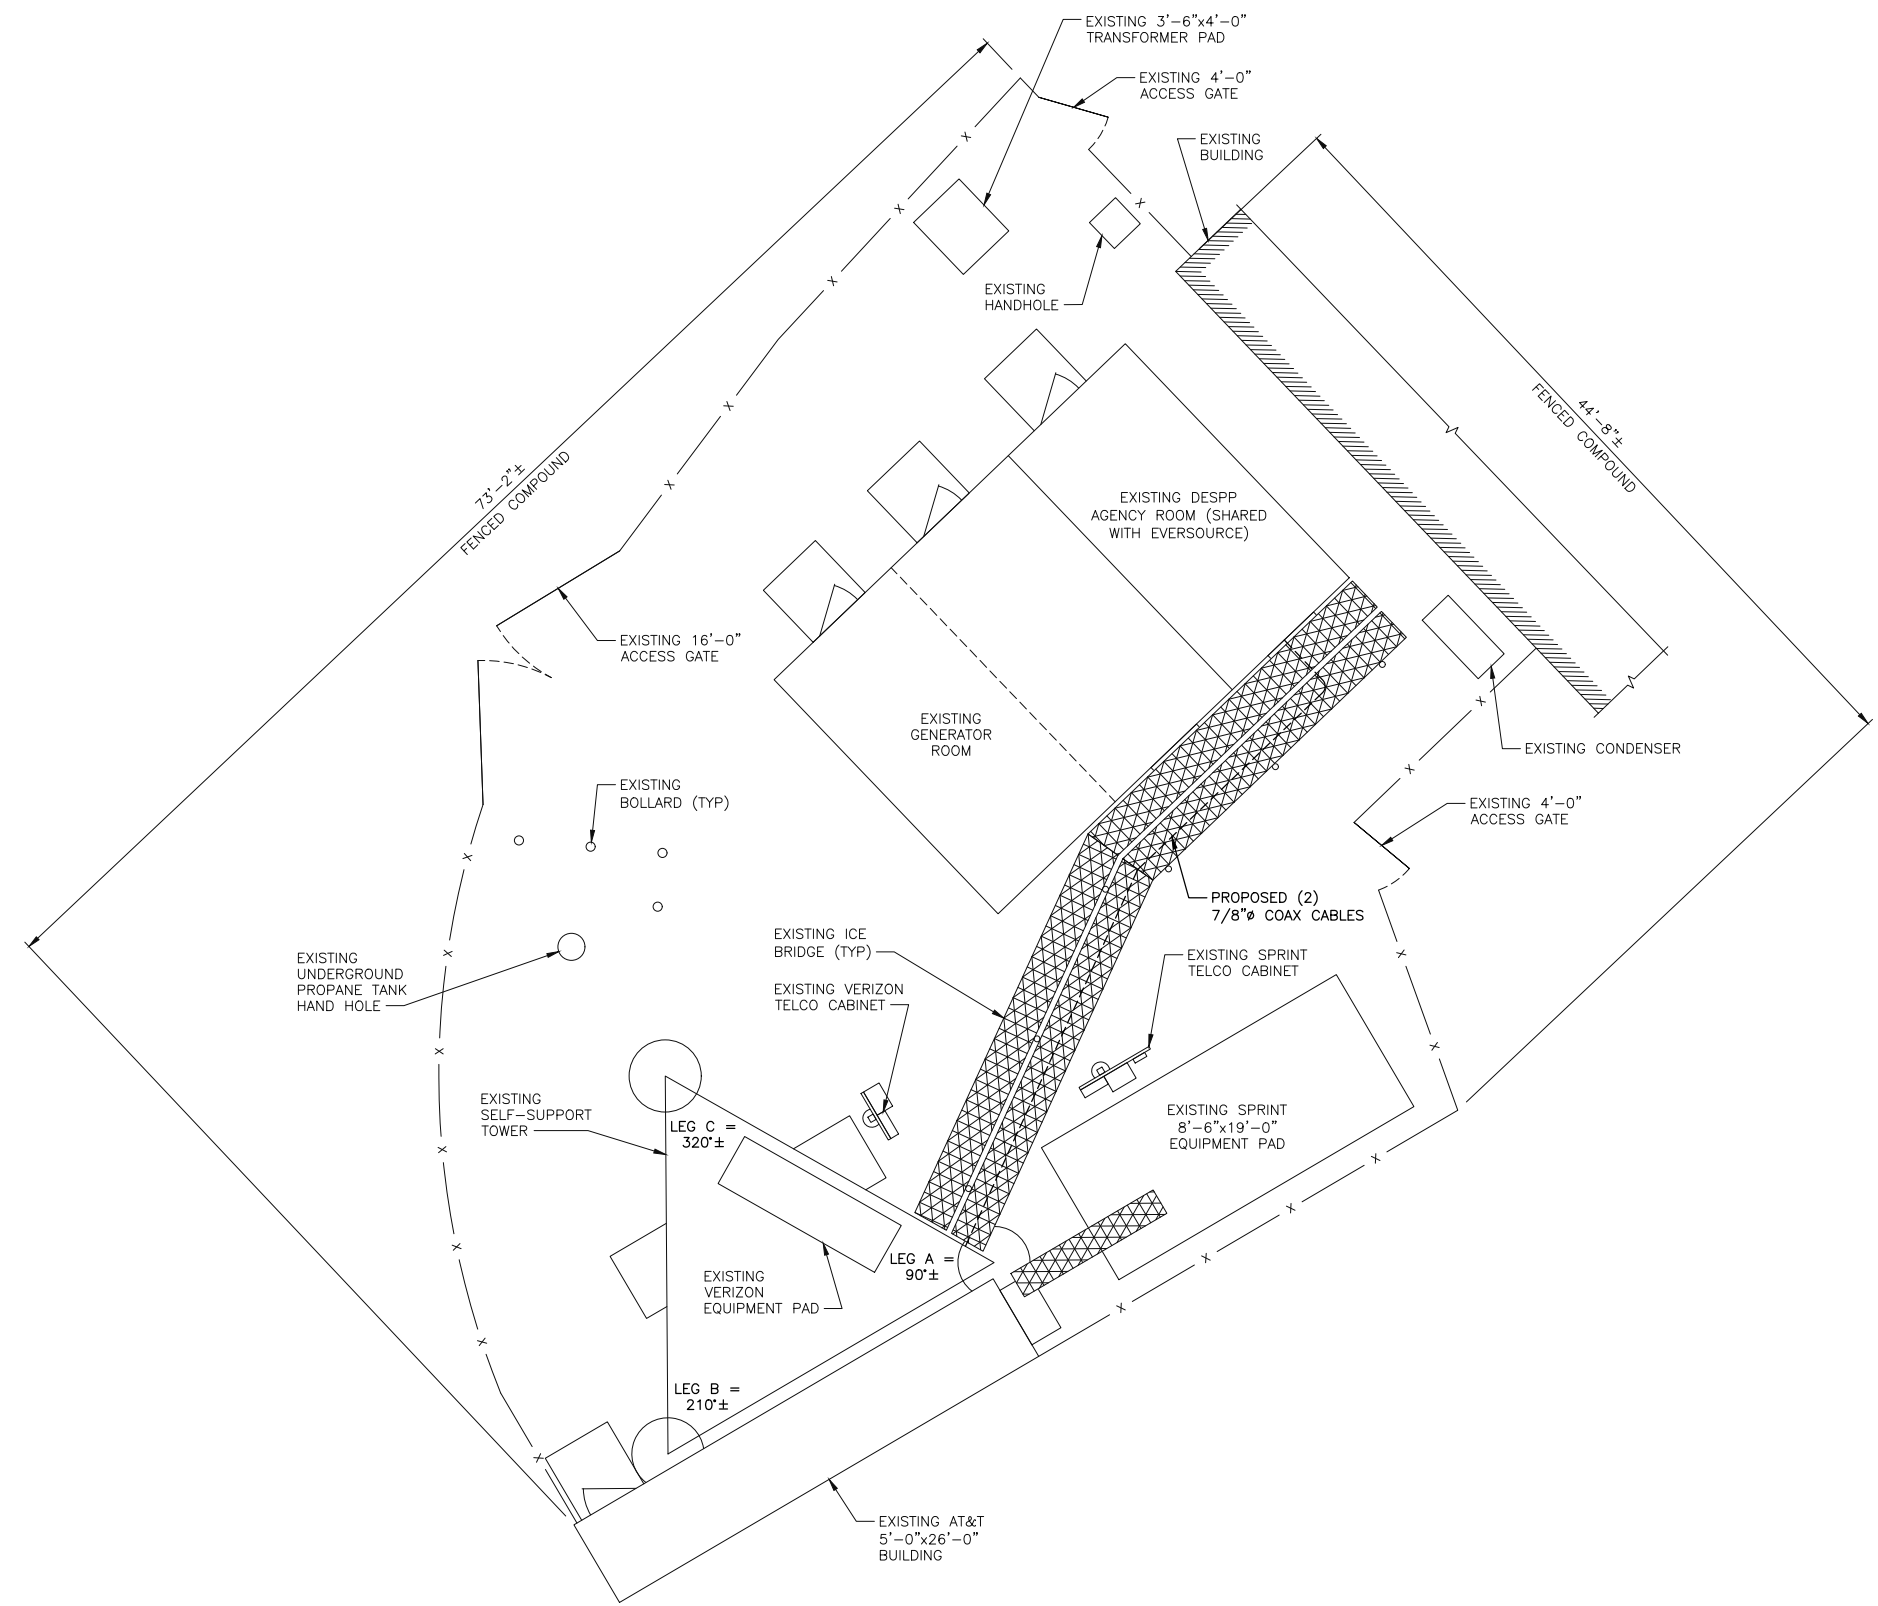 EXISTING 3'-6"x4'-0"
TRANSFORMER PAD
EXISTING 4'-0"
ACCESS GATE
EXISTING
BUILDING
EXISTING
HANDHOLE
73'-2"±
FENCED COMPOUND
44'-8"±
FENCED COMPOUND
EXISTING DESPP
AGENCY ROOM (SHARED
WITH EVERSOURCE)
EXISTING 16'-0"
ACCESS GATE
EXISTING
GENERATOR
ROOM
EXISTING CONDENSER
EXISTING
BOLLARD (TYP)
EXISTING 4'-0"
ACCESS GATE
PROPOSED (2)
7/8"ø COAX CABLES
EXISTING ICE
BRIDGE (TYP)
EXISTING
UNDERGROUND
PROPANE TANK
HAND HOLE
EXISTING SPRINT
TELCO CABINET
EXISTING VERIZON
TELCO CABINET
EXISTING
SELF-SUPPORT
TOWER
LEG C =
320°±
EXISTING SPRINT
8'-6"x19'-0"
EQUIPMENT PAD
LEG A =
90°±
EXISTING
VERIZON
EQUIPMENT PAD
LEG B =
210°±
EXISTING AT&T
5'-0"x26'-0"
BUILDING